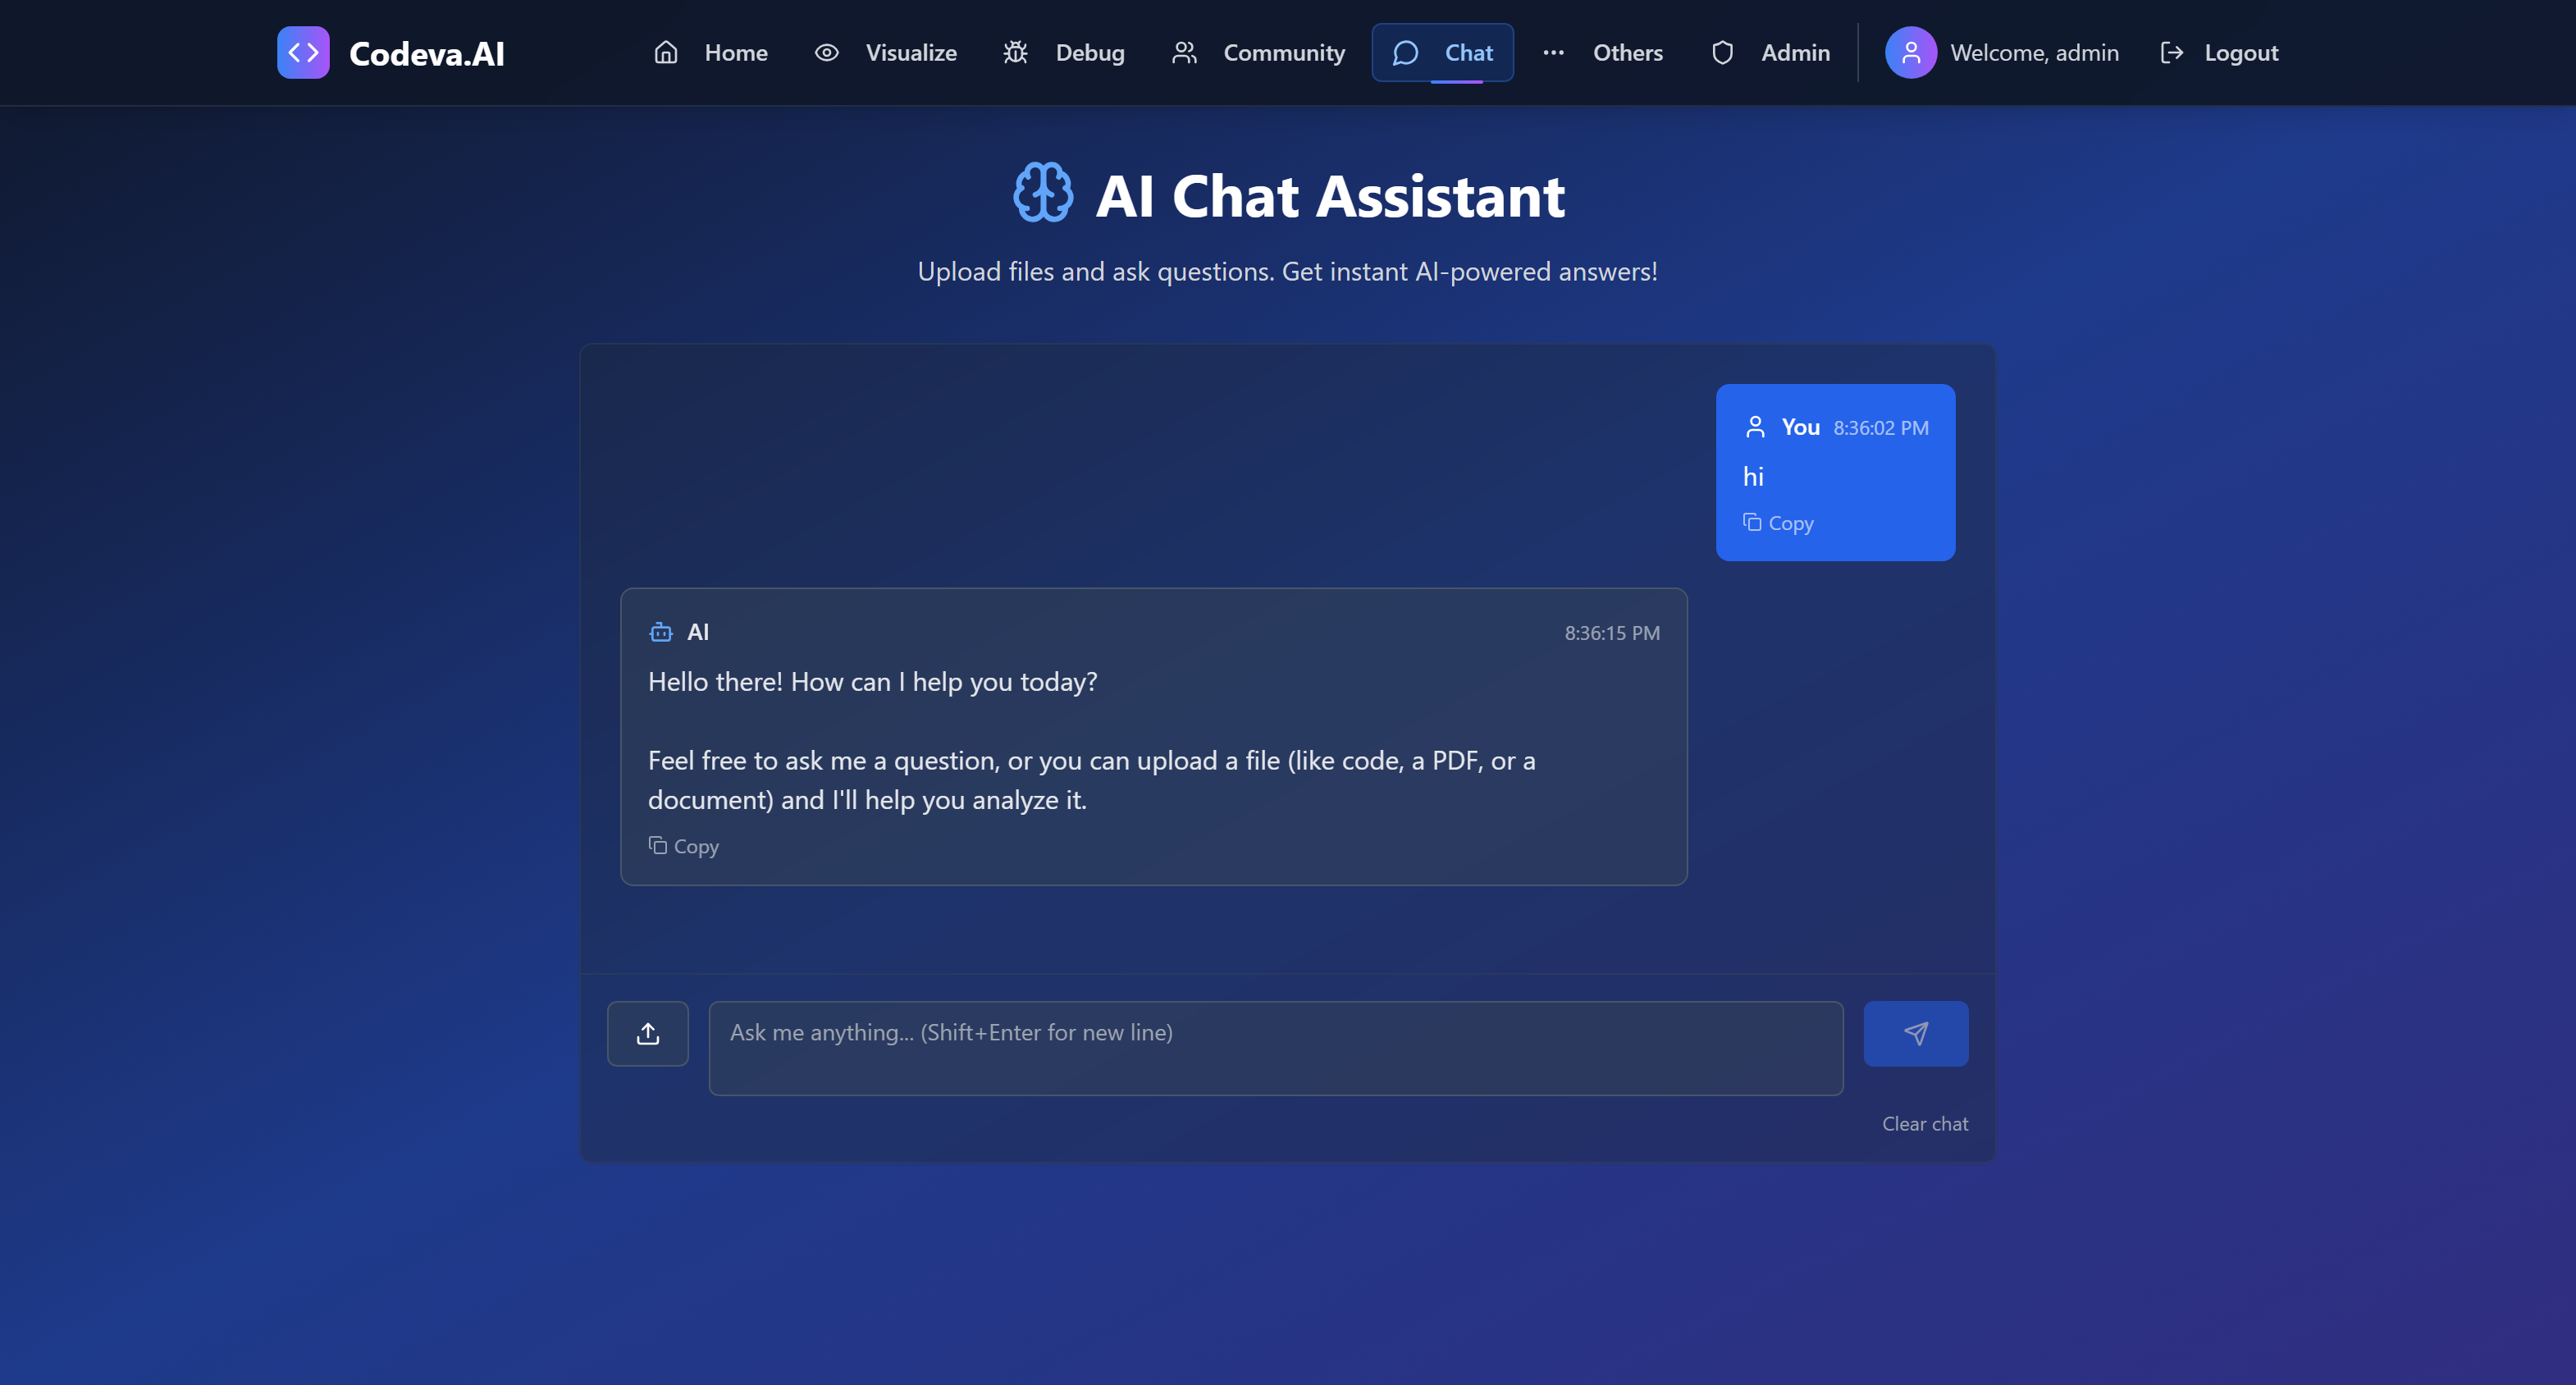 Codeva.AI
Home
Visualize
Debug
Community
Chat
Others
Admin
Welcome, admin
Logout
AI Chat Assistant
Upload files and ask questions. Get instant AI-powered answers!
You 8:36:02 PM
hi
Copy
AI 8:36:15 PM
Hello there! How can I help you today?
Feel free to ask me a question, or you can upload a file (like code, a PDF, or a
document) and I'll help you analyze it.
Copy
Ask me anything... (Shift+Enter for new line)
Clear chat